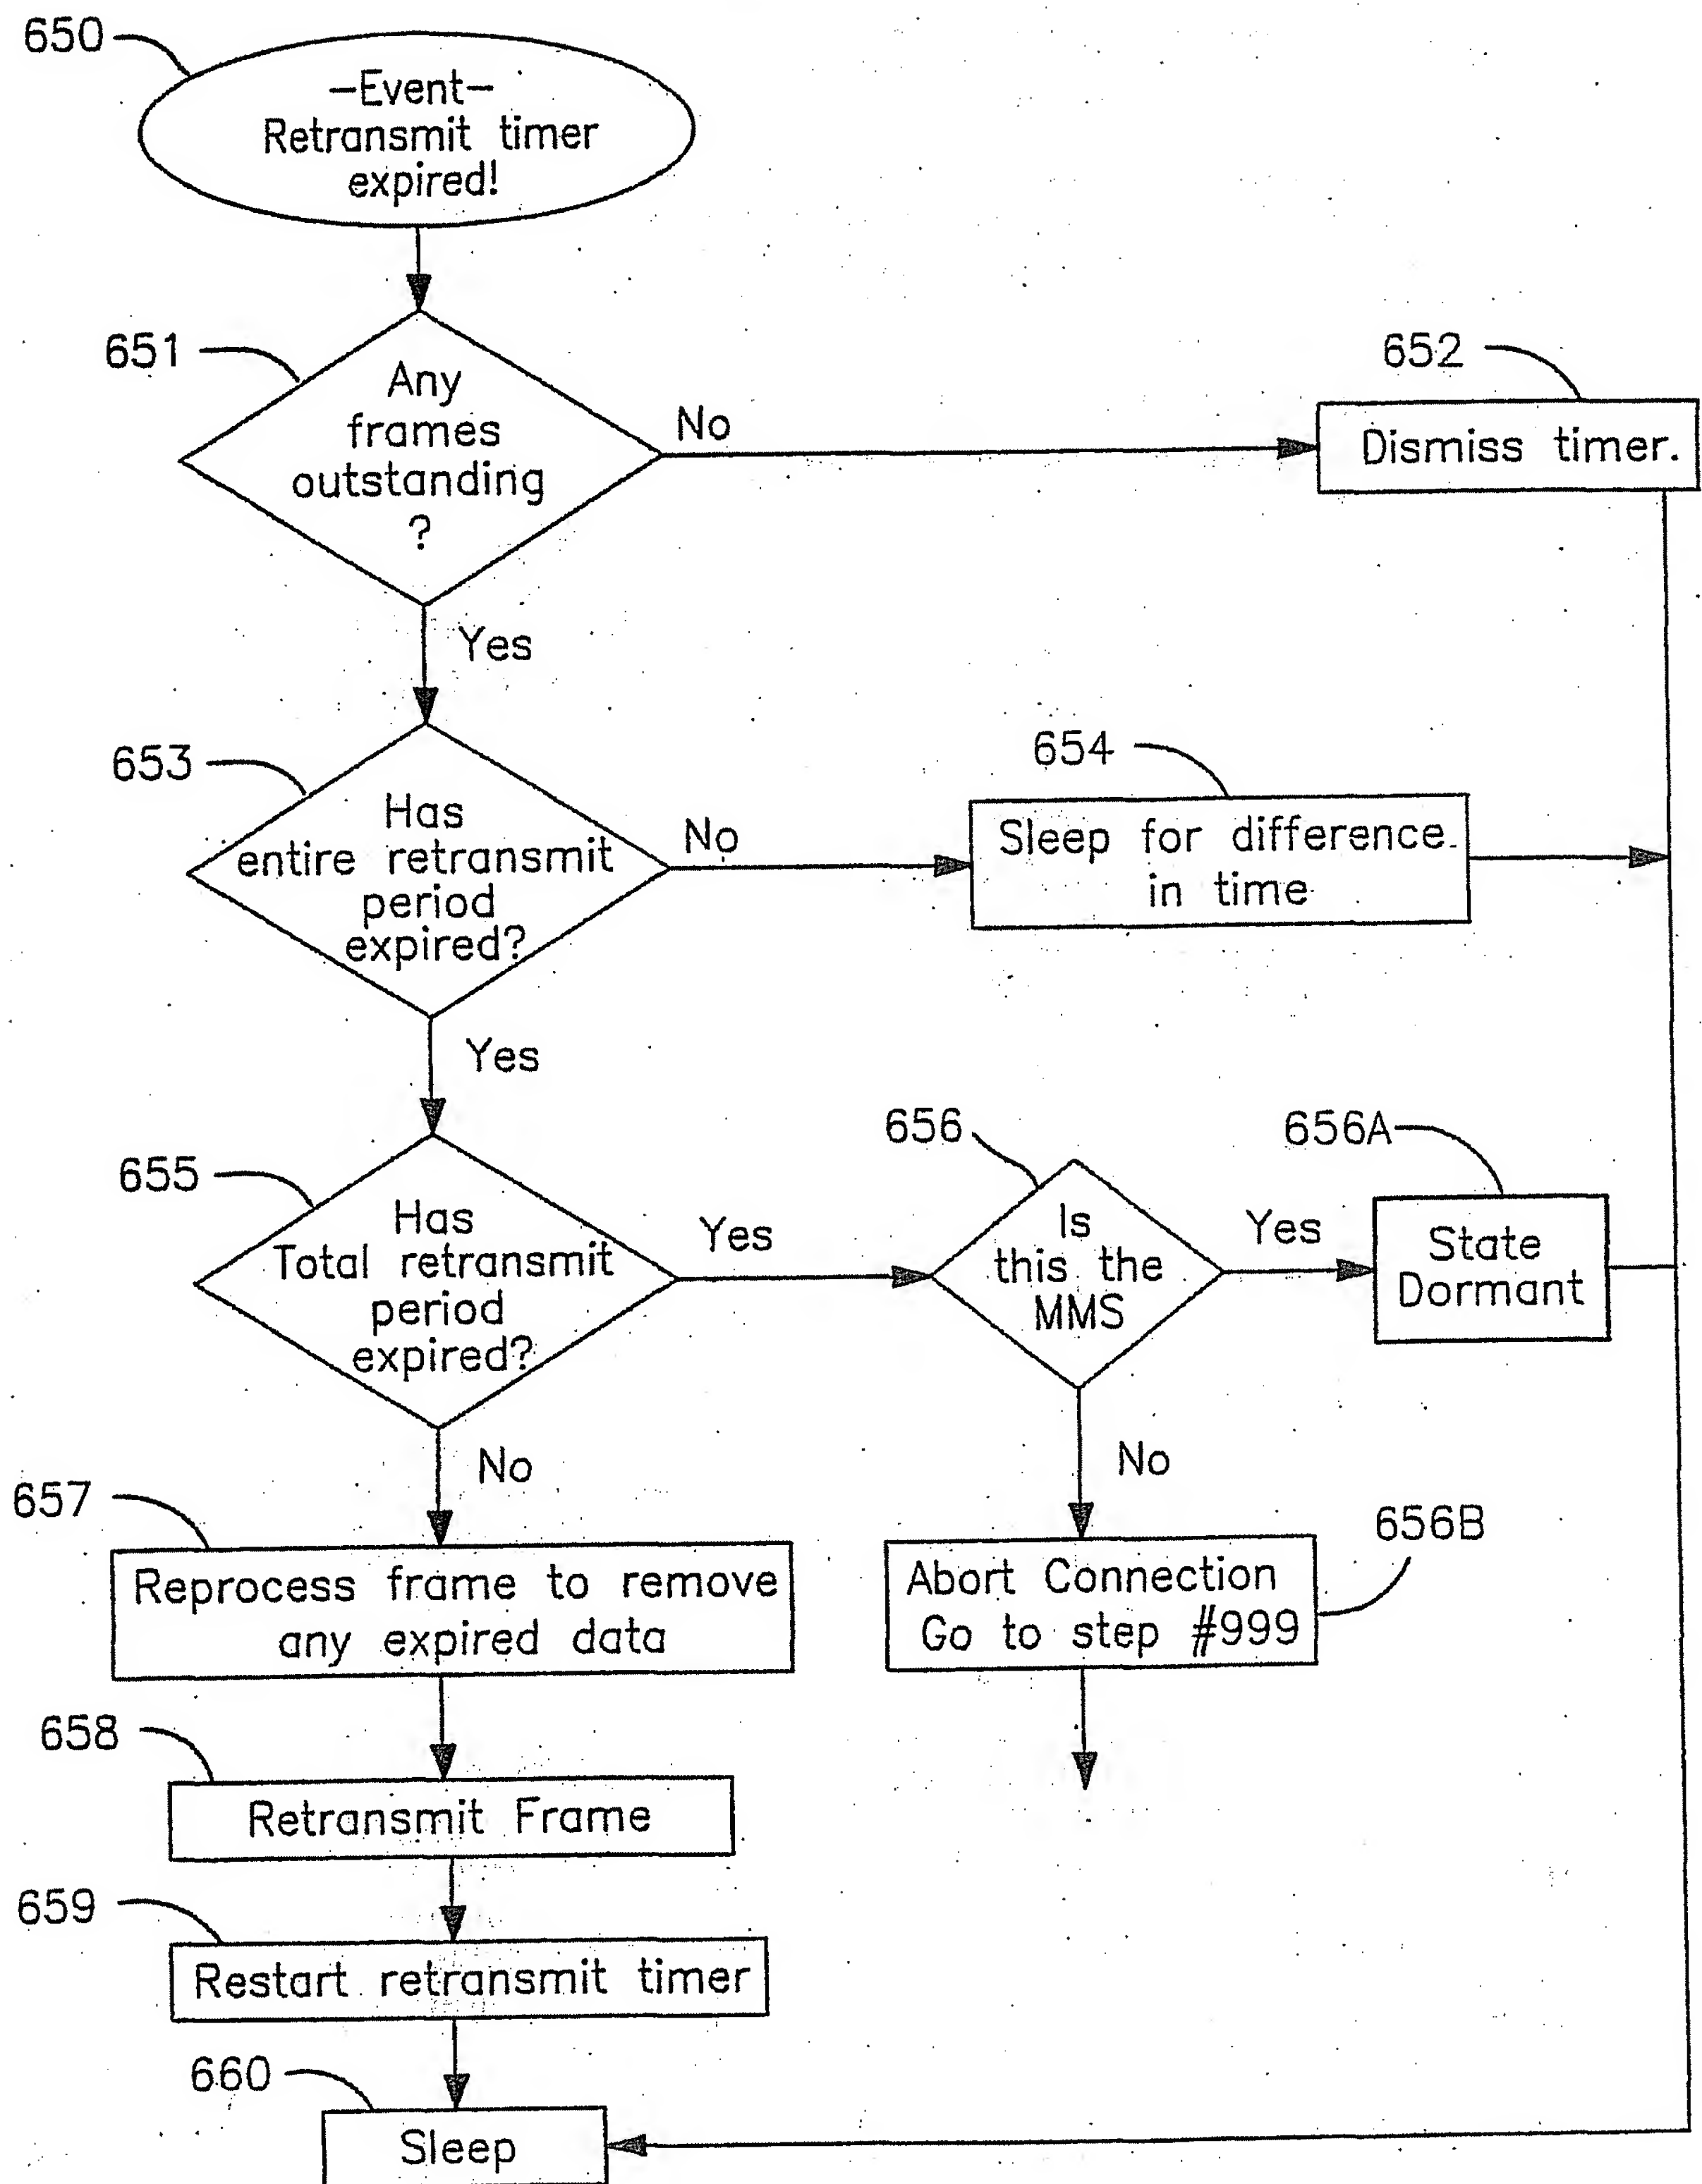 650
—Event—
Retransmit timer
expired!
651
Any
frames
outstanding
?
No
652
Dismiss timer.
Yes
653
Has
entire retransmit
period
expired?
No
654
Sleep for difference
in time
Yes
655
Has
Total retransmit
period
expired?
Yes
656
Is
this the
MMS
Yes
656A
State
Dormant
No
No
657
Reprocess frame to remove
any expired data
656B
Abort Connection
Go to step #999
658
Retransmit Frame
659
Restart retransmit timer
660
Sleep